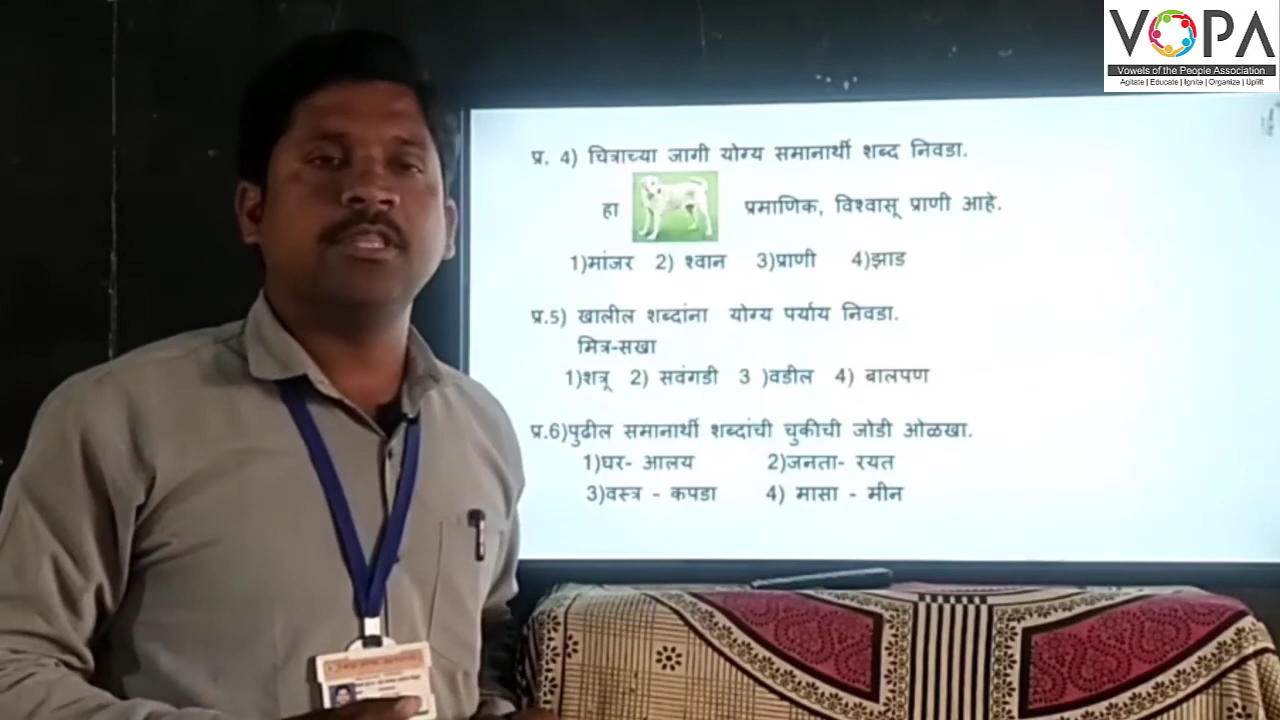 VOPA
Vowels of the People Association
Agitate | Educate | Ignite | Organize | Uplift
प्र. 4) चित्राच्या जागी योग्य समानार्थी शब्द निवडा.
हा प्रमाणिक, विश्वासू प्राणी आहे.
1)मांजर 2) श्वान 3)प्राणी 4)झाड
प्र.5) खालील शब्दांना योग्य पर्याय निवडा.
मित्र-सखा
1)शत्रू 2) सवंगडी 3 )वडील 4) बालपण
प्र.6)पुढील समानार्थी शब्दांची चुकीची जोडी ओळखा.
1)घर- आलय 2)जनता- रयत
3)वस्त्र - कपडा 4) मासा - मीन